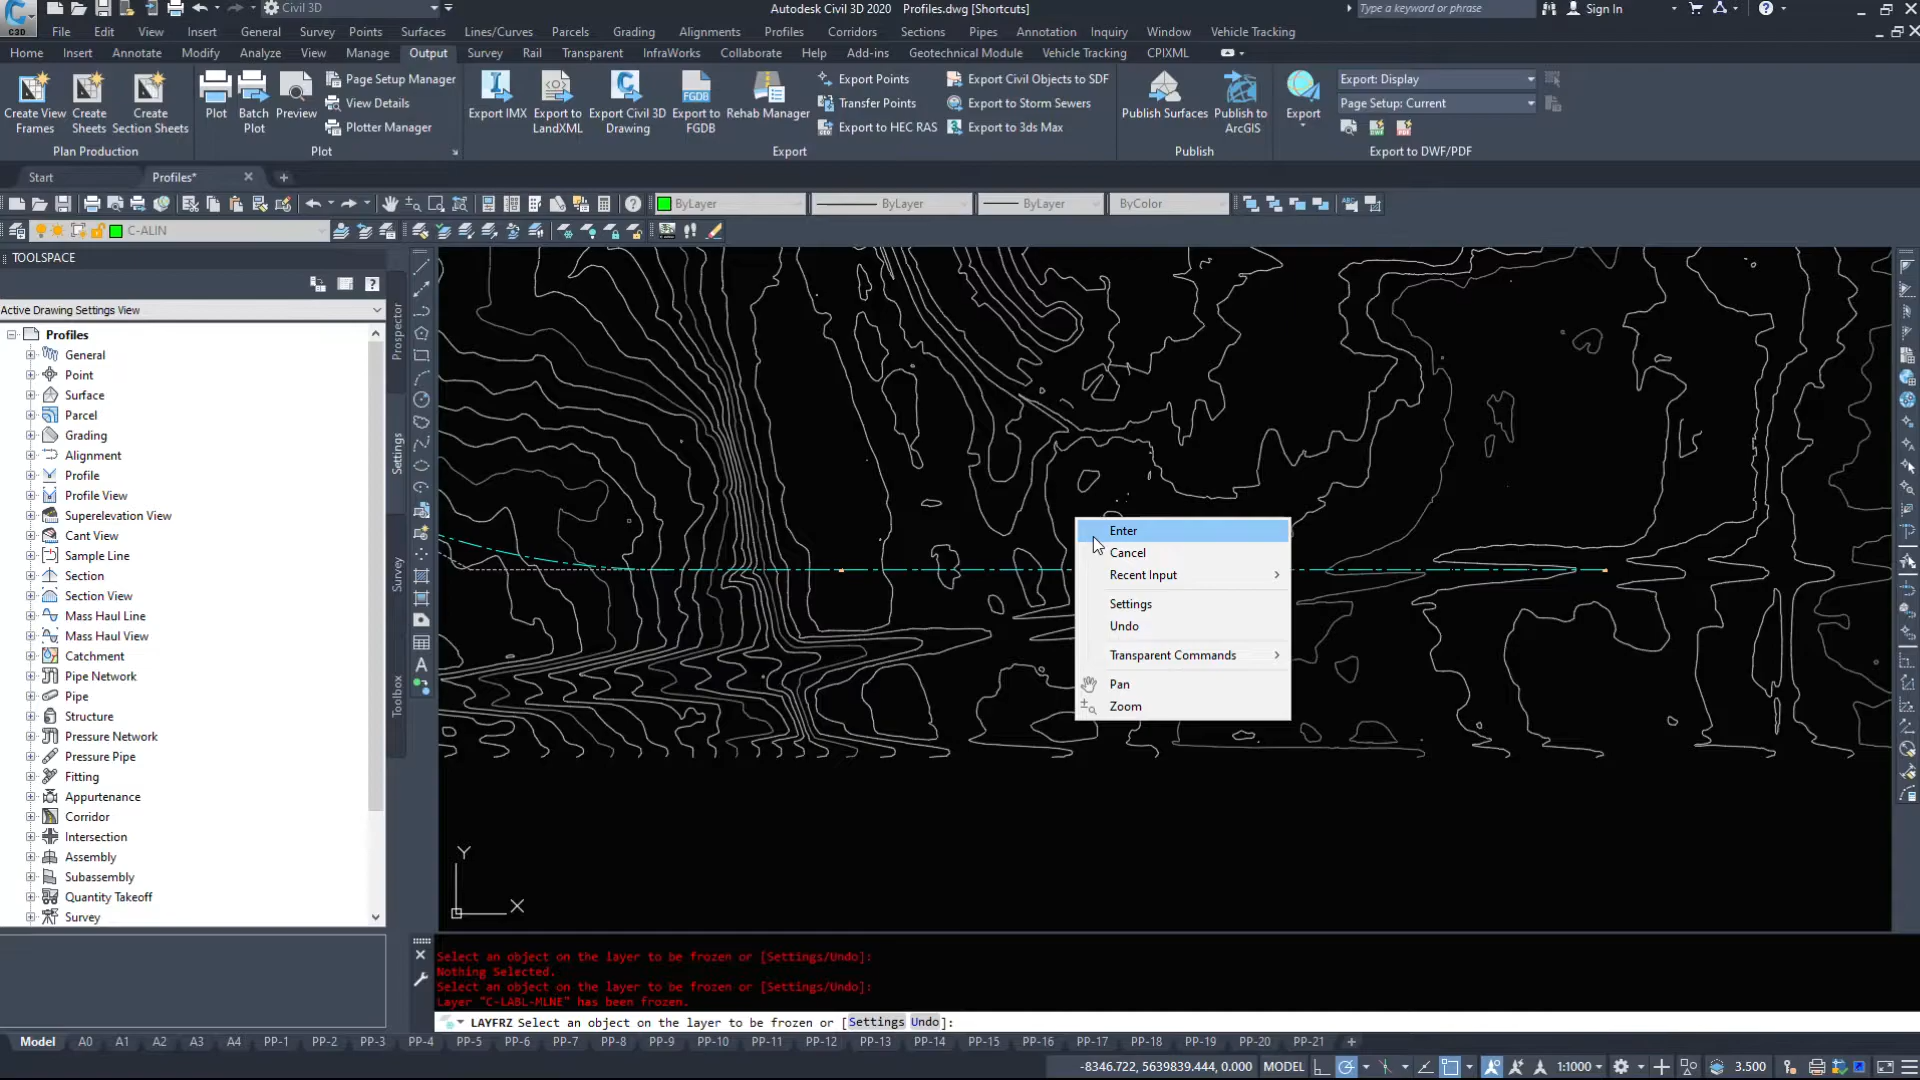 Autodesk Civil 3D 2020 Profiles.dwg [Shortcuts]
Civil 3D
Type a keyword or phrase
Sign In
C3D
File Edit View Insert General Survey Points Surfaces Lines/Curves Parcels Grading Alignments Profiles Corridors Sections Pipes Annotation Inquiry Window Vehicle Tracking
Home Insert Annotate Modify Analyze View Manage Output Survey Rail Transparent InfraWorks Collaborate Help Add-ins Geotechnical Module Vehicle Tracking CPIXML
Create View Frames
Create Sheets
Create Section Sheets
Plan Production
Plot
Batch Plot
Preview
Page Setup Manager
View Details
Plotter Manager
Plot
Export IMX
Export to LandXML
Export Civil 3D Drawing
FGDB
Export to FGDB
Rehab Manager
Export Points
Transfer Points
Export to HEC RAS
Export Civil Objects to SDF
Export to Storm Sewers
Export to 3ds Max
Export
Publish Surfaces
Publish to ArcGIS
Publish
Export
Export: Display
Page Setup: Current
Export to DWF/PDF
Start
Profiles*
ByLayer
ByLayer
ByLayer
ByColor
C-ALIN
TOOLSPACE
Active Drawing Settings View
Profiles
General
Point
Surface
Parcel
Grading
Alignment
Profile
Profile View
Superelevation View
Cant View
Sample Line
Section
Section View
Mass Haul Line
Mass Haul View
Catchment
Pipe Network
Pipe
Structure
Pressure Network
Pressure Pipe
Fitting
Appurtenance
Corridor
Intersection
Assembly
Subassembly
Quantity Takeoff
Survey
Prospector
Settings
Survey
Toolbox
Enter
Cancel
Recent Input
Settings
Undo
Transparent Commands
Pan
Zoom
Y
X
Select an object on the layer to be frozen or [Settings/Undo]:
Nothing Selected.
Select an object on the layer to be frozen or [Settings/Undo]:
Layer "C-LABL-MLNE" has been frozen.
LAYFRZ Select an object on the layer to be frozen or [Settings Undo]:
Model A0 A1 A2 A3 A4 PP-1 PP-2 PP-3 PP-4 PP-5 PP-6 PP-7 PP-8 PP-9 PP-10 PP-11 PP-12 PP-13 PP-14 PP-15 PP-16 PP-17 PP-18 PP-19 PP-20 PP-21
-8346.722, 5639839.444, 0.000 MODEL 1:1000 3.500